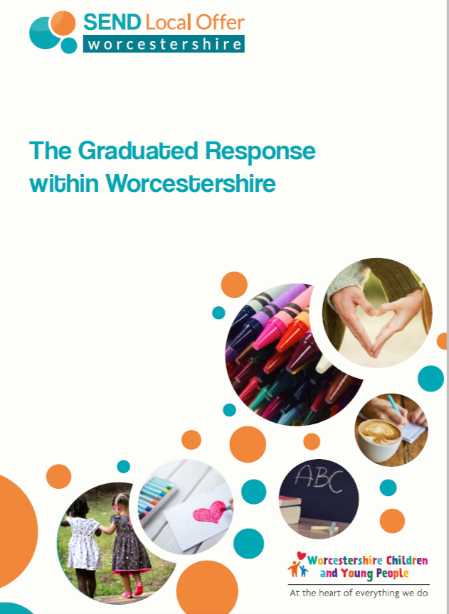 SEND Local Offer
worcestershire
The Graduated Response
within Worcestershire
ABC
Worcestershire Children
and Young People
At the heart of everything we do